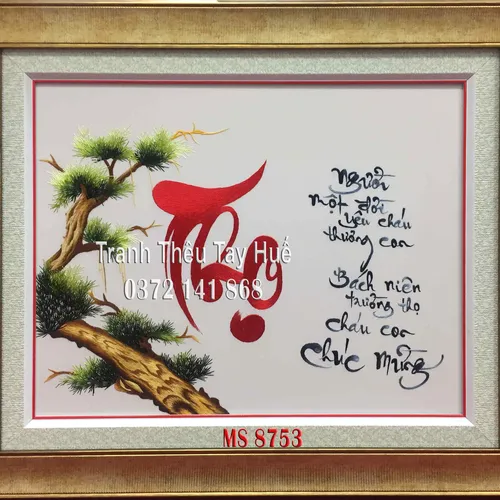 Thọ
Tranh Thêu Tay Huế
0372 141 868
Người
một đời
yêu cháu
thương con
Bách niên
trường thọ
cháu con
chúc mừng
MS 8753